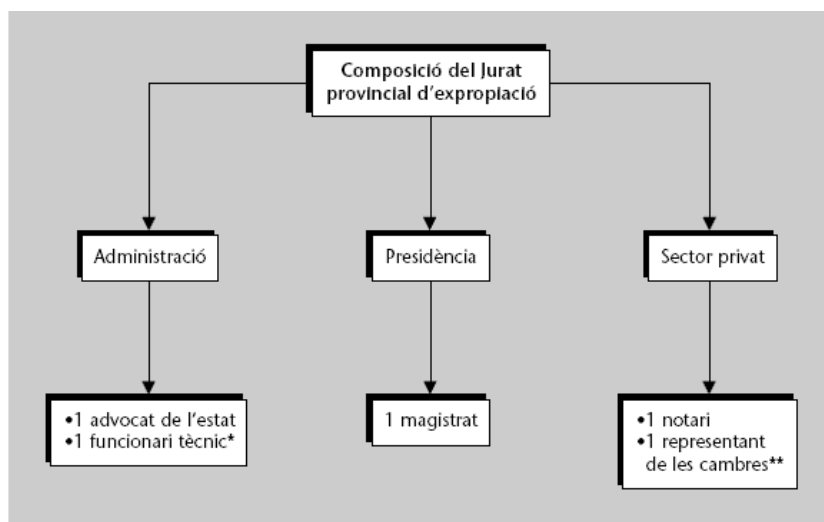 Composició del Jurat
provincial d'expropiació
Administració
Presidència
Sector privat
•1 advocat de l'estat
•1 funcionari tècnic*
1 magistrat
•1 notari
•1 representant
de les cambres**